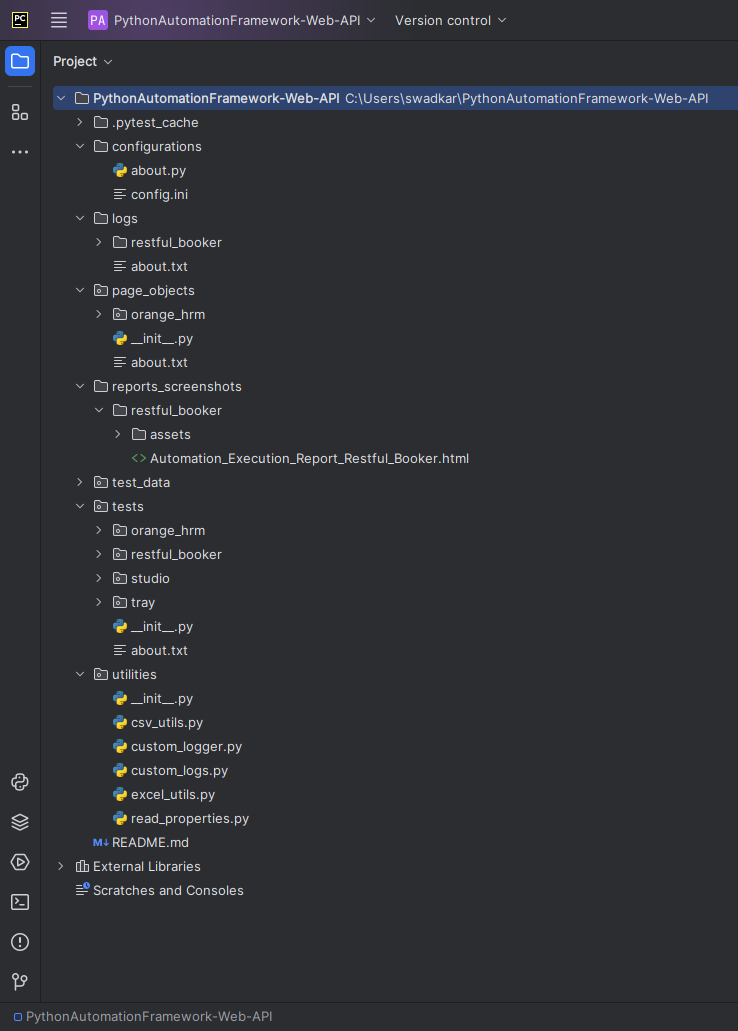 PC PA PythonAutomationFramework-Web-API Version control
Project
PythonAutomationFramework-Web-API C:\Users\swadkar\PythonAutomationFramework-Web-API
.pytest_cache
configurations
about.py
config.ini
logs
restful_booker
about.txt
page_objects
orange_hrm
__init__.py
about.txt
reports_screenshots
restful_booker
assets
<> Automation_Execution_Report_Restful_Booker.html
test_data
tests
orange_hrm
restful_booker
studio
tray
__init__.py
about.txt
utilities
__init__.py
csv_utils.py
custom_logger.py
custom_logs.py
excel_utils.py
read_properties.py
M↓ README.md
External Libraries
Scratches and Consoles
PythonAutomationFramework-Web-API